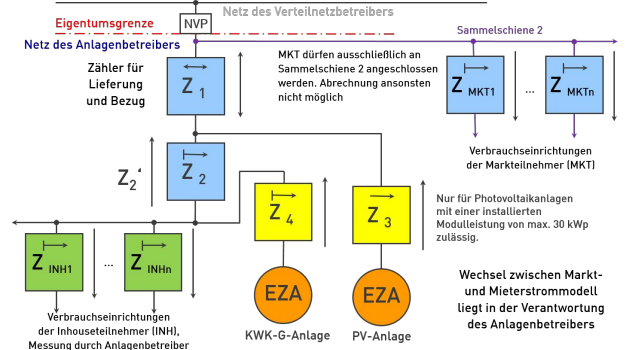 Netz des Verteilnetzbetreibers
Eigentumsgrenze
NVP
Netz des Anlagenbetreibers
Sammelschiene 2
Zähler für
Lieferung
und Bezug
Z 1
MKT dürfen ausschließlich an
Sammelschiene 2 angeschlossen
werden. Abrechnung ansonsten
nicht möglich
Z MKT1
...
Z MKTn
Verbrauchseinrichtungen
der Markteilnehmer (MKT)
Z2‘
Z 2
Z 4
Z 3
Nur für Photovoltaikanlagen
mit einer installierten
Modulleistung von max. 30 kWp
zulässig.
Z INH1
...
Z INHn
EZA
EZA
KWK-G-Anlage
PV-Anlage
Verbrauchseinrichtungen
der Inhouseteilnehmer (INH),
Messung durch Anlagenbetreiber
Wechsel zwischen Markt-
und Mieterstrommodell
liegt in der Verantwortung
des Anlagenbetreibers